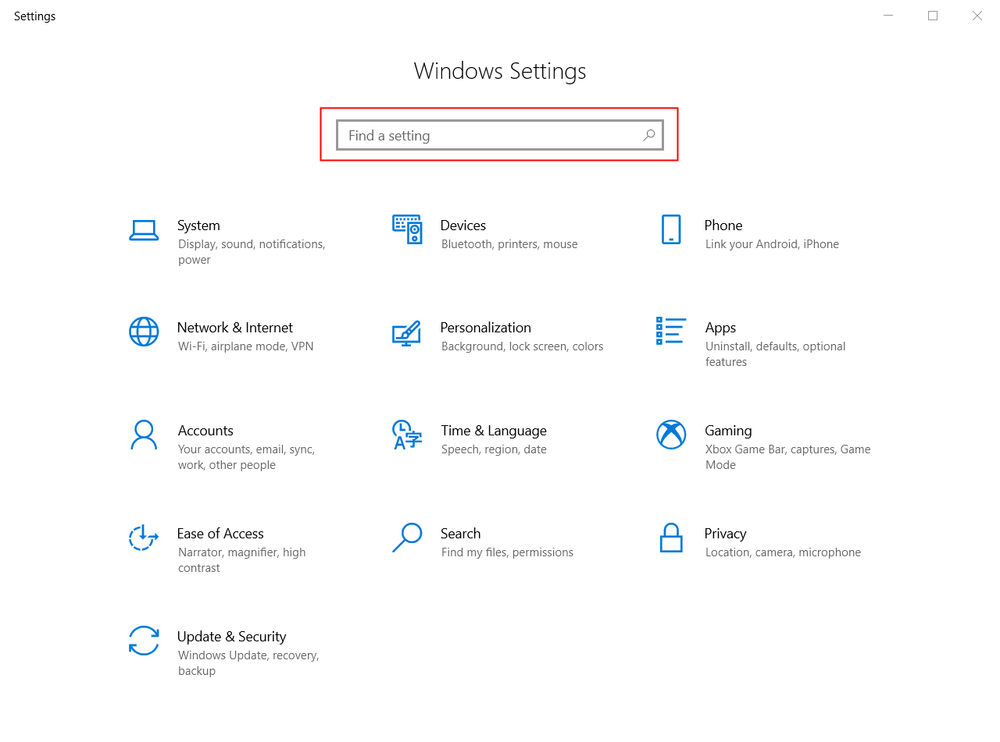 Settings
Windows Settings
Find a setting
System
Display, sound, notifications,
power
Devices
Bluetooth, printers, mouse
Phone
Link your Android, iPhone
Network & Internet
Wi-Fi, airplane mode, VPN
Personalization
Background, lock screen, colors
Apps
Uninstall, defaults, optional
features
Accounts
Your accounts, email, sync,
work, other people
Time & Language
Speech, region, date
Gaming
Xbox Game Bar, captures, Game
Mode
Ease of Access
Narrator, magnifier, high
contrast
Search
Find my files, permissions
Privacy
Location, camera, microphone
Update & Security
Windows Update, recovery,
backup